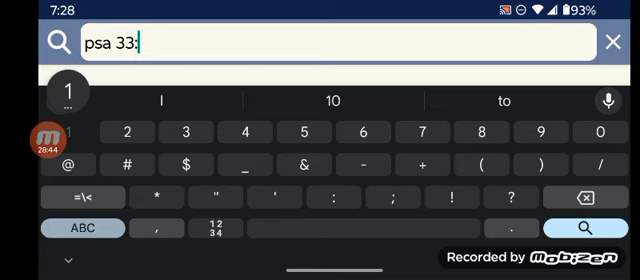 7:28 93%
psa 33:
1
...
I 10 to
1 2 3 4 5 6 7 8 9 0
28:44
@ # $ _ & - + ( ) /
=\< * " ' : ; ! ?
ABC , 12 .
34
Recorded by mobizen